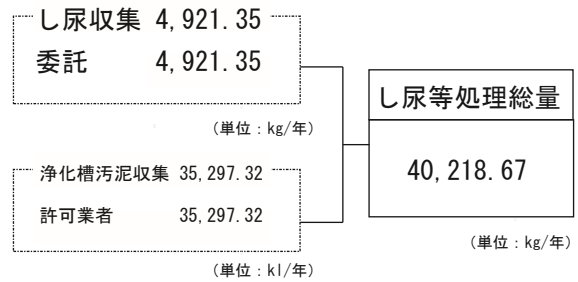 し尿収集 4,921.35
委託 4,921.35
(単位：kg/年)
浄化槽汚泥収集 35,297.32
許可業者 35,297.32
(単位：kl/年)
し尿等処理総量
40,218.67
(単位：kg/年)